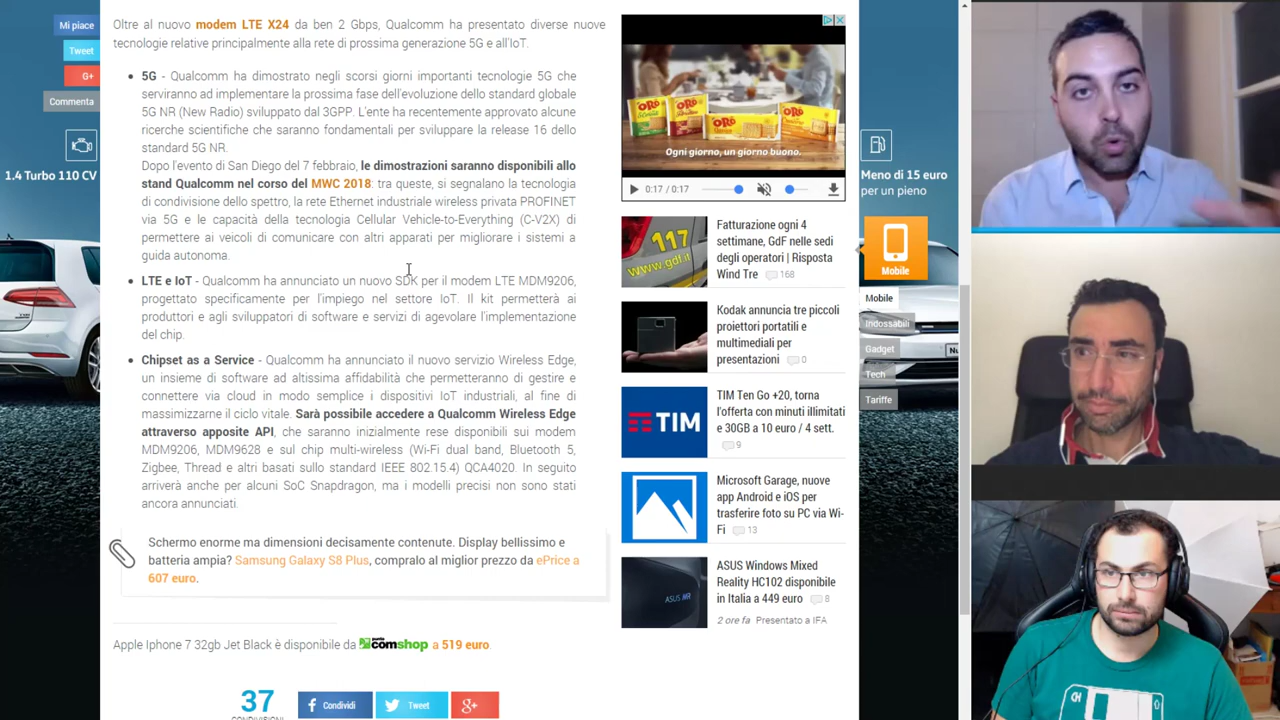 Mi piace
Tweet
G+
Commenta
1.4 Turbo 110 CV
Oltre al nuovo modem LTE X24 da ben 2 Gbps, Qualcomm ha presentato diverse nuove
tecnologie relative principalmente alla rete di prossima generazione 5G e all'IoT.
5G - Qualcomm ha dimostrato negli scorsi giorni importanti tecnologie 5G che
serviranno ad implementare la prossima fase dell'evoluzione dello standard globale
5G NR (New Radio) sviluppato dal 3GPP. L'ente ha recentemente approvato alcune
ricerche scientifiche che saranno fondamentali per sviluppare la release 16 dello
standard 5G NR.
Dopo l'evento di San Diego del 7 febbraio, le dimostrazioni saranno disponibili allo
stand Qualcomm nel corso del MWC 2018: tra queste, si segnalano la tecnologia
di condivisione dello spettro, la rete Ethernet industriale wireless privata PROFINET
via 5G e le capacità della tecnologia Cellular Vehicle-to-Everything (C-V2X) di
permettere ai veicoli di comunicare con altri apparati per migliorare i sistemi a
guida autonoma.
LTE e IoT - Qualcomm ha annunciato un nuovo SDK per il modem LTE MDM9206,
progettato specificamente per l'impiego nel settore IoT. Il kit permetterà ai
produttori e agli sviluppatori di software e servizi di agevolare l'implementazione
del chip.
Chipset as a Service - Qualcomm ha annunciato il nuovo servizio Wireless Edge,
un insieme di software ad altissima affidabilità che permetteranno di gestire e
connettere via cloud in modo semplice i dispositivi IoT industriali, al fine di
massimizzarne il ciclo vitale. Sarà possibile accedere a Qualcomm Wireless Edge
attraverso apposite API, che saranno inizialmente rese disponibili sui modem
MDM9206, MDM9628 e sul chip multi-wireless (Wi-Fi dual band, Bluetooth 5,
Zigbee, Thread e altri basati sullo standard IEEE 802.15.4) QCA4020. In seguito
arriverà anche per alcuni SoC Snapdragon, ma i modelli precisi non sono stati
ancora annunciati.
Schermo enorme ma dimensioni decisamente contenute. Display bellissimo e
batteria ampia? Samsung Galaxy S8 Plus, compralo al miglior prezzo da ePrice a
607 euro.
Apple Iphone 7 32gb Jet Black è disponibile da comshop a 519 euro.
37
CONDIVISIONI
Condividi
Tweet
g+
ORO
ORO
ORO
ORO
Ogni giorno, un giorno buono.
0:17 / 0:17
117
www.gdf.it
Fatturazione ogni 4
settimane, GdF nelle sedi
degli operatori | Risposta
Wind Tre 168
Kodak annuncia tre piccoli
proiettori portatili e
multimediali per
presentazioni 0
TIM
TIM Ten Go +20, torna
l'offerta con minuti illimitati
e 30GB a 10 euro / 4 sett.
9
Microsoft Garage, nuove
app Android e iOS per
trasferire foto su PC via Wi-
Fi 13
ASUS MR
ASUS Windows Mixed
Reality HC102 disponibile
in Italia a 449 euro 8
2 ore fa Presentato a IFA
Meno di 15 euro
per un pieno
Mobile
Mobile
Indossabili
Gadget
Tech
Tariffe